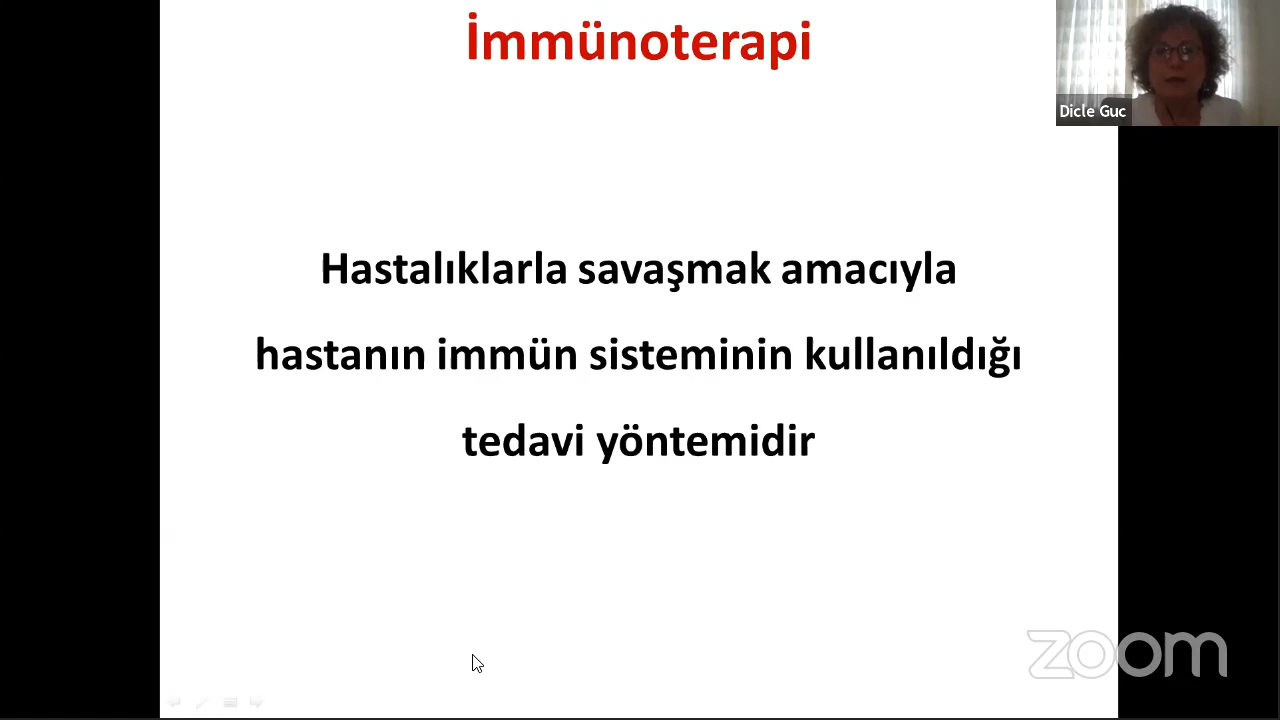 İmmünoterapi
Dicle Guc
Hastalıklarla savaşmak amacıyla
hastanın immün sisteminin kullanıldığı
tedavi yöntemidir
zoom